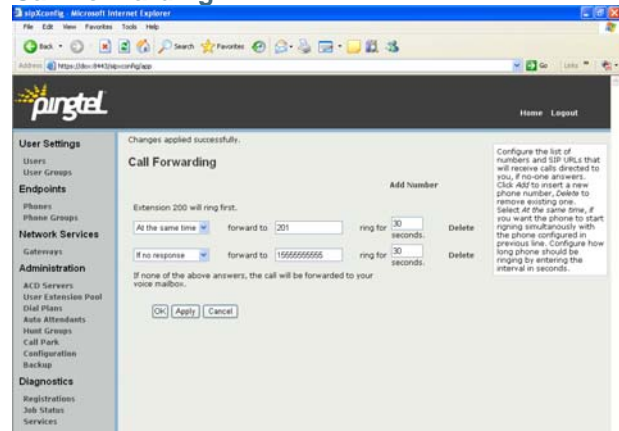 sipXconfig - Microsoft Internet Explorer
File Edit View Favorites Tools Help
Back Search Favorites
Address Go Links
pingtel
Home Logout
User Settings
Users
User Groups
Endpoints
Phones
Phone Groups
Network Services
Gateways
Administration
ACD Servers
User Extension Pool
Dial Plans
Auto Attendants
Hunt Groups
Call Park
Configuration
Backup
Diagnostics
Registrations
Job Status
Services
Changes applied successfully.
Call Forwarding
Add Number
Extension 200 will ring first.
At the same time forward to 201 ring for 30 seconds. Delete
If no response forward to 15555555555 ring for 30 seconds. Delete
If none of the above answers, the call will be forwarded to your
voice mailbox.
OK Apply Cancel
Configure the list of
numbers and SIP URLs that
will receive calls directed to
you, if no-one answers.
Click Add to insert a new
phone number, Delete to
remove existing one.
Select At the same time, if
you want the phone to start
ringing simultanously with
the phone configured in
previous line. Configure how
long phone should be
ringing by entering the
interval in seconds.